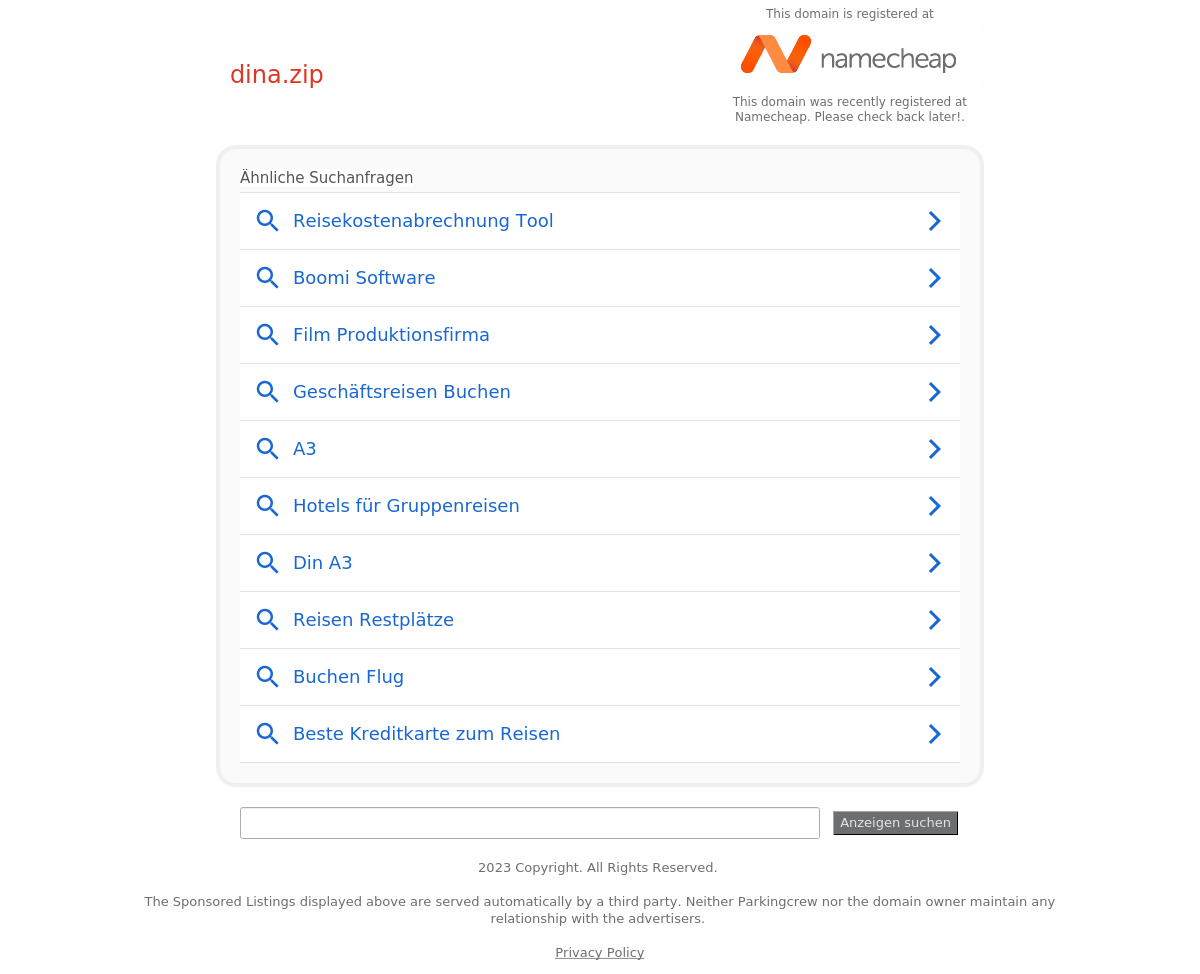 This domain is registered at
dina.zip
namecheap
This domain was recently registered at
Namecheap. Please check back later!.
Ähnliche Suchanfragen
Reisekostenabrechnung Tool
Boomi Software
Film Produktionsfirma
Geschäftsreisen Buchen
A3
Hotels für Gruppenreisen
Din A3
Reisen Restplätze
Buchen Flug
Beste Kreditkarte zum Reisen
Anzeigen suchen
2023 Copyright. All Rights Reserved.
The Sponsored Listings displayed above are served automatically by a third party. Neither Parkingcrew nor the domain owner maintain any
relationship with the advertisers.
Privacy Policy